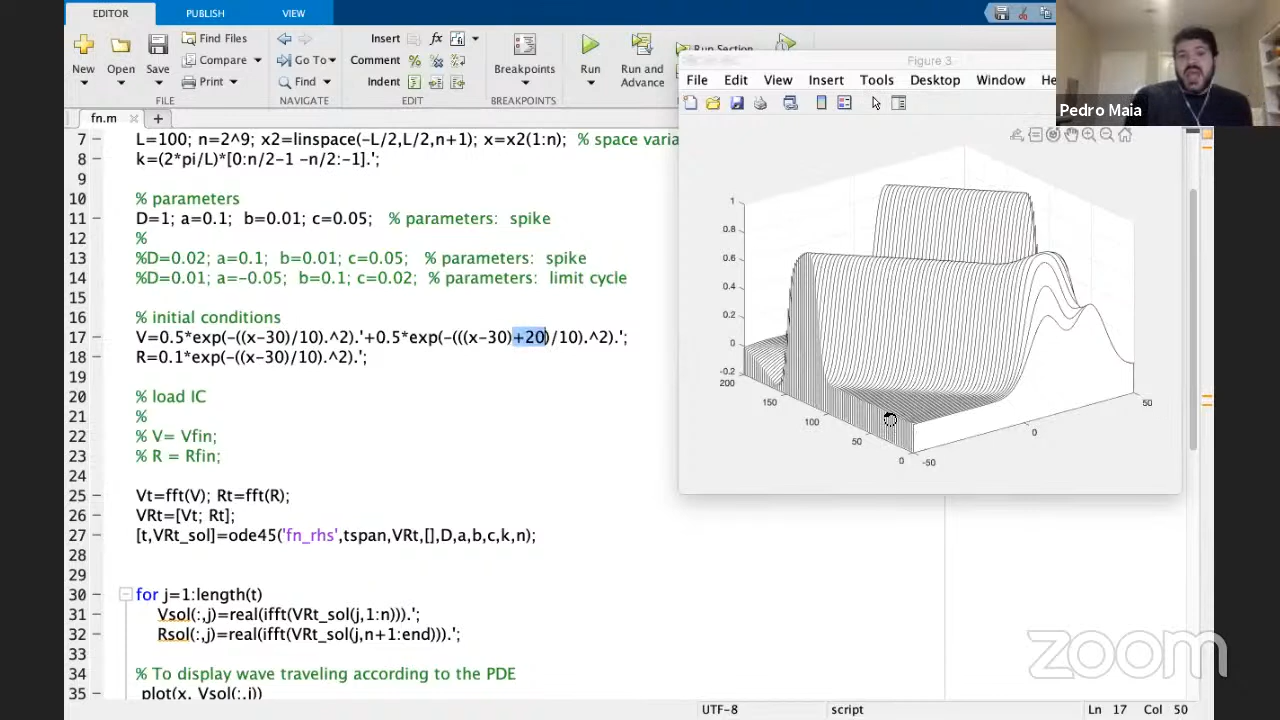 EDITOR
PUBLISH
VIEW
New
Open
Save
Find Files
Compare
Print
Go To
Find
Insert
Comment
Indent
Breakpoints
Run
Run and
Advance
Run Section
FILE
NAVIGATE
EDIT
BREAKPOINTS
fn.m
7 L=100; n=2^9; x2=linspace(-L/2,L/2,n+1); x=x2(1:n); % space varia
8 k=(2*pi/L)*[0:n/2-1 -n/2:-1].';
9
10 % parameters
11 D=1; a=0.1; b=0.01; c=0.05; % parameters: spike
12 %
13 %D=0.02; a=0.1; b=0.01; c=0.05; % parameters: spike
14 %D=0.01; a=-0.05; b=0.1; c=0.02; % parameters: limit cycle
15
16 % initial conditions
17 V=0.5*exp(-((x-30)/10).^2).'+0.5*exp(-(((x-30)+20)/10).^2).';
18 R=0.1*exp(-((x-30)/10).^2).';
19
20 % load IC
21 %
22 % V= Vfin;
23 % R = Rfin;
24
25 Vt=fft(V); Rt=fft(R);
26 VRt=[Vt; Rt];
27 [t,VRt_sol]=ode45('fn_rhs',tspan,VRt,[],D,a,b,c,k,n);
28
29
30 for j=1:length(t)
31 Vsol(:,j)=real(ifft(VRt_sol(j,1:n))).';
32 Rsol(:,j)=real(ifft(VRt_sol(j,n+1:end))).';
33
34 % To display wave traveling according to the PDE
35 plot(x, Vsol(:,j))
Figure 3
File Edit View Insert Tools Desktop Window He
1
0.8
0.6
0.4
0.2
0
-0.2
200
150
100
50
0
-50
0
50
Pedro Maia
zoom
UTF-8
script
Ln 17 Col 50